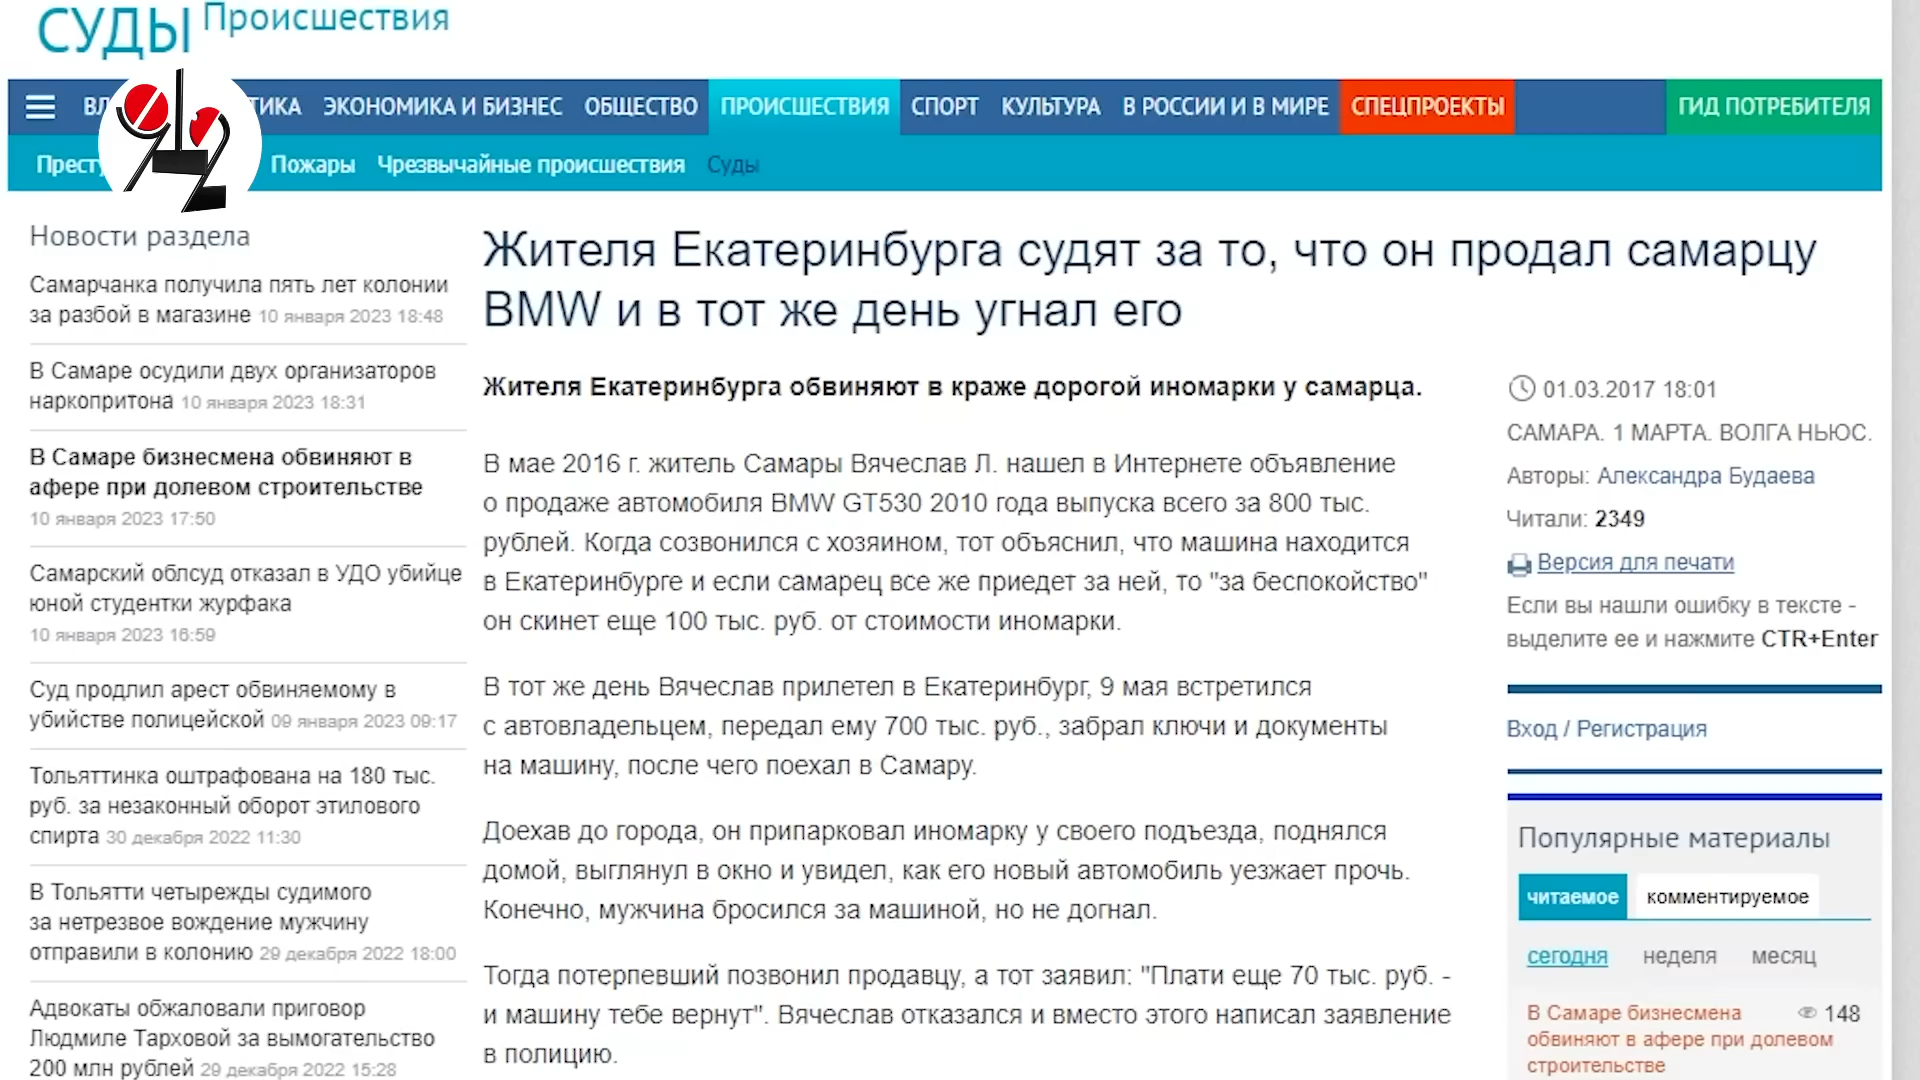 СУДЫ Происшествия
ЭКОНОМИКА И БИЗНЕС ОБЩЕСТВО ПРОИСШЕСТВИЯ СПОРТ КУЛЬТУРА В РОССИИ И В МИРЕ СПЕЦПРОЕКТЫ ГИД ПОТРЕБИТЕЛЯ
Пожары Чрезвычайные происшествия Суды
Новости раздела
Самарчанка получила пять лет колонии
за разбой в магазине 10 января 2023 18:48
В Самаре осудили двух организаторов
наркопритона 10 января 2023 18:31
В Самаре бизнесмена обвиняют в
афере при долевом строительстве
10 января 2023 17:50
Самарский облсуд отказал в УДО убийце
юной студентки журфака
10 января 2023 16:59
Суд продлил арест обвиняемому в
убийстве полицейской 09 января 2023 09:17
Тольяттинка оштрафована на 180 тыс.
руб. за незаконный оборот этилового
спирта 30 декабря 2022 11:30
В Тольятти четырежды судимого
за нетрезвое вождение мужчину
отправили в колонию 29 декабря 2022 18:00
Адвокаты обжаловали приговор
Людмиле Тарховой за вымогательство
200 млн рублей 29 декабря 2022 15:28
Жителя Екатеринбурга судят за то, что он продал самарцу
BMW и в тот же день угнал его
Жителя Екатеринбурга обвиняют в краже дорогой иномарки у самарца.
В мае 2016 г. житель Самары Вячеслав Л. нашел в Интернете объявление
о продаже автомобиля BMW GT530 2010 года выпуска всего за 800 тыс.
рублей. Когда созвонился с хозяином, тот объяснил, что машина находится
в Екатеринбурге и если самарец все же приедет за ней, то "за беспокойство"
он скинет еще 100 тыс. руб. от стоимости иномарки.
В тот же день Вячеслав прилетел в Екатеринбург, 9 мая встретился
с автовладельцем, передал ему 700 тыс. руб., забрал ключи и документы
на машину, после чего поехал в Самару.
Доехав до города, он припарковал иномарку у своего подъезда, поднялся
домой, выглянул в окно и увидел, как его новый автомобиль уезжает прочь.
Конечно, мужчина бросился за машиной, но не догнал.
Тогда потерпевший позвонил продавцу, а тот заявил: "Плати еще 70 тыс. руб. -
и машину тебе вернут". Вячеслав отказался и вместо этого написал заявление
в полицию.
01.03.2017 18:01
САМАРА. 1 МАРТА. ВОЛГА НЬЮС.
Авторы: Александра Будаева
Читали: 2349
Версия для печати
Если вы нашли ошибку в тексте -
выделите ее и нажмите CTR+Enter
Вход / Регистрация
Популярные материалы
читаемое комментируемое
сегодня неделя месяц
В Самаре бизнесмена 148
обвиняют в афере при долевом
строительстве